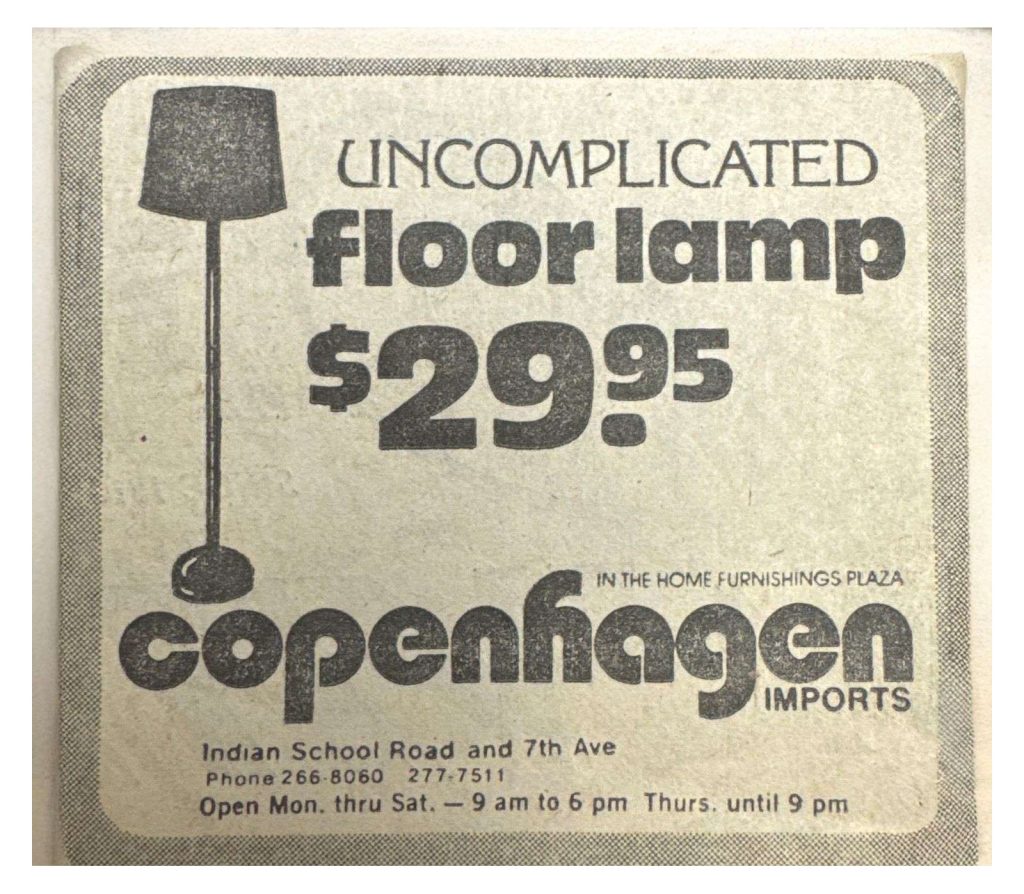 UNCOMPLICATED
floor lamp
$29.95
IN THE HOME FURNISHINGS PLAZA
copenhagen
IMPORTS
Indian School Road and 7th Ave
Phone 266-8060 277-7511
Open Mon. thru Sat. — 9 am to 6 pm Thurs. until 9 pm